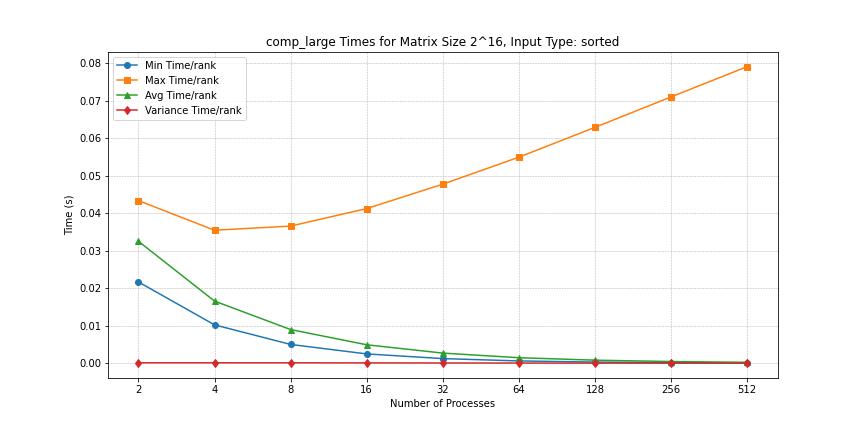 comp_large Times for Matrix Size 2^16, Input Type: sorted
Min Time/rank
Max Time/rank
Avg Time/rank
Variance Time/rank
Time (s)
0.08
0.07
0.06
0.05
0.04
0.03
0.02
0.01
0.00
2 4 8 16 32 64 128 256 512
Number of Processes